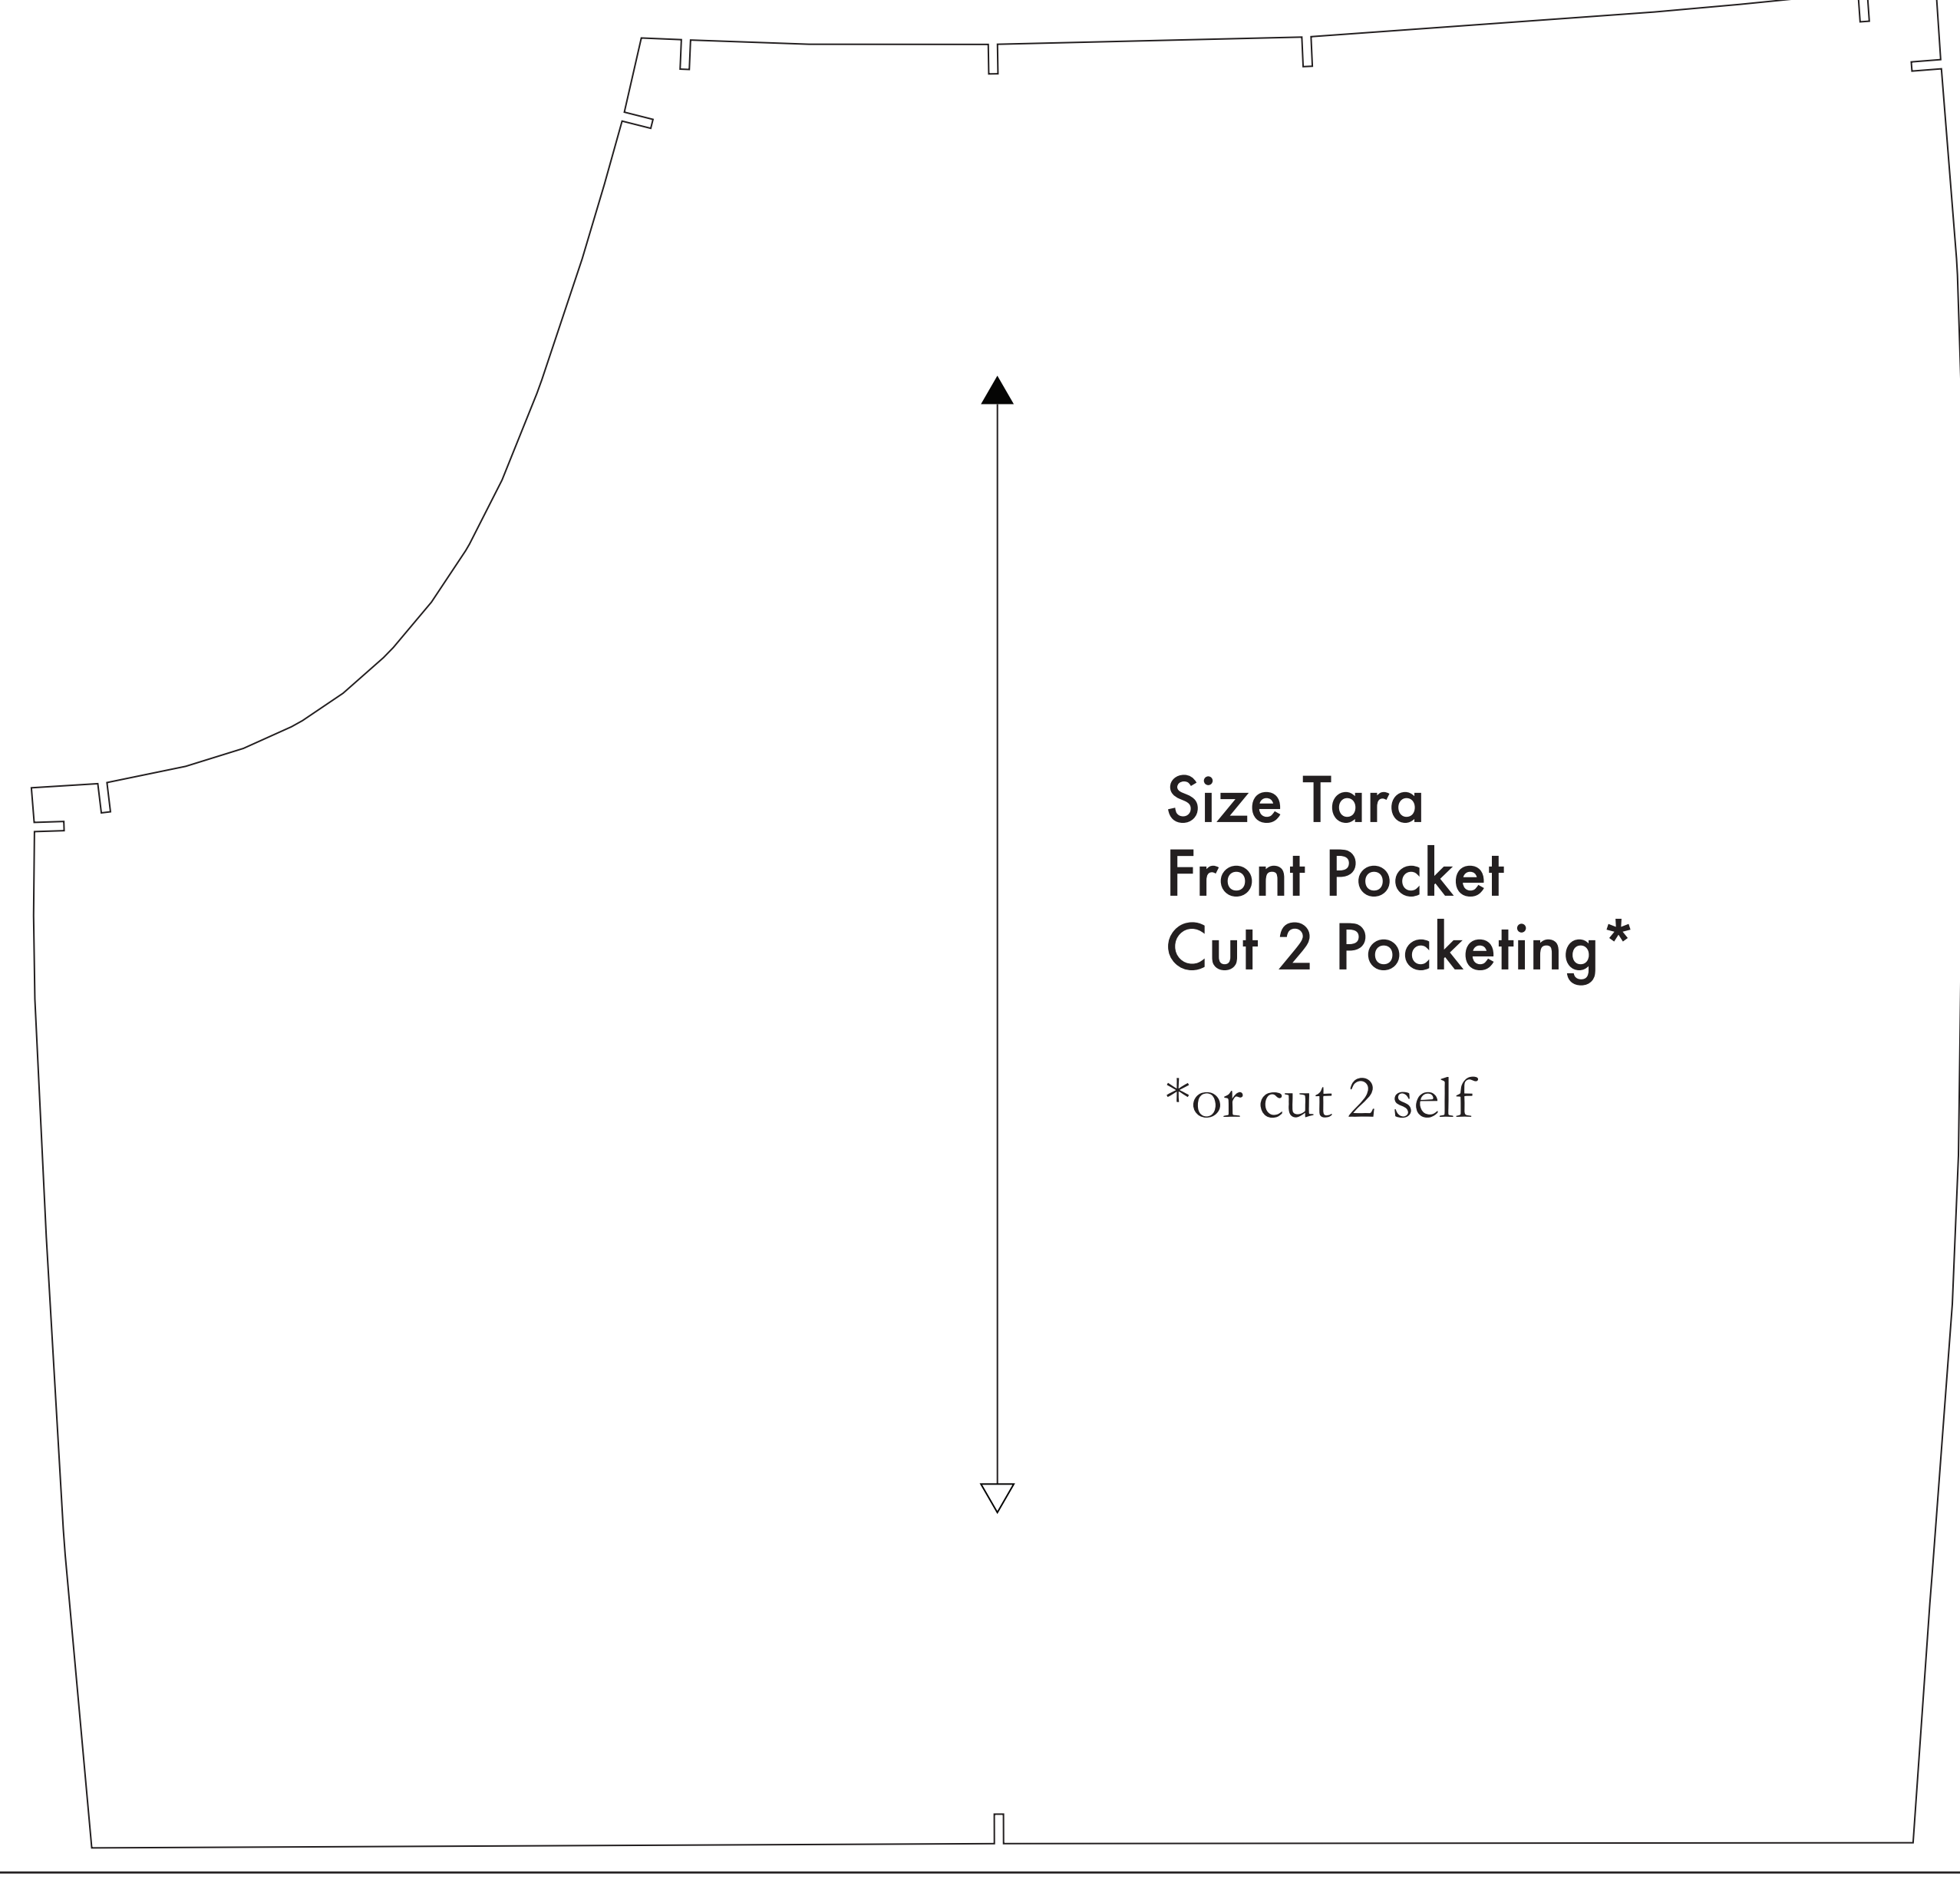 Size Tara
Front Pocket
Cut 2 Pocketing*
*or cut 2 self